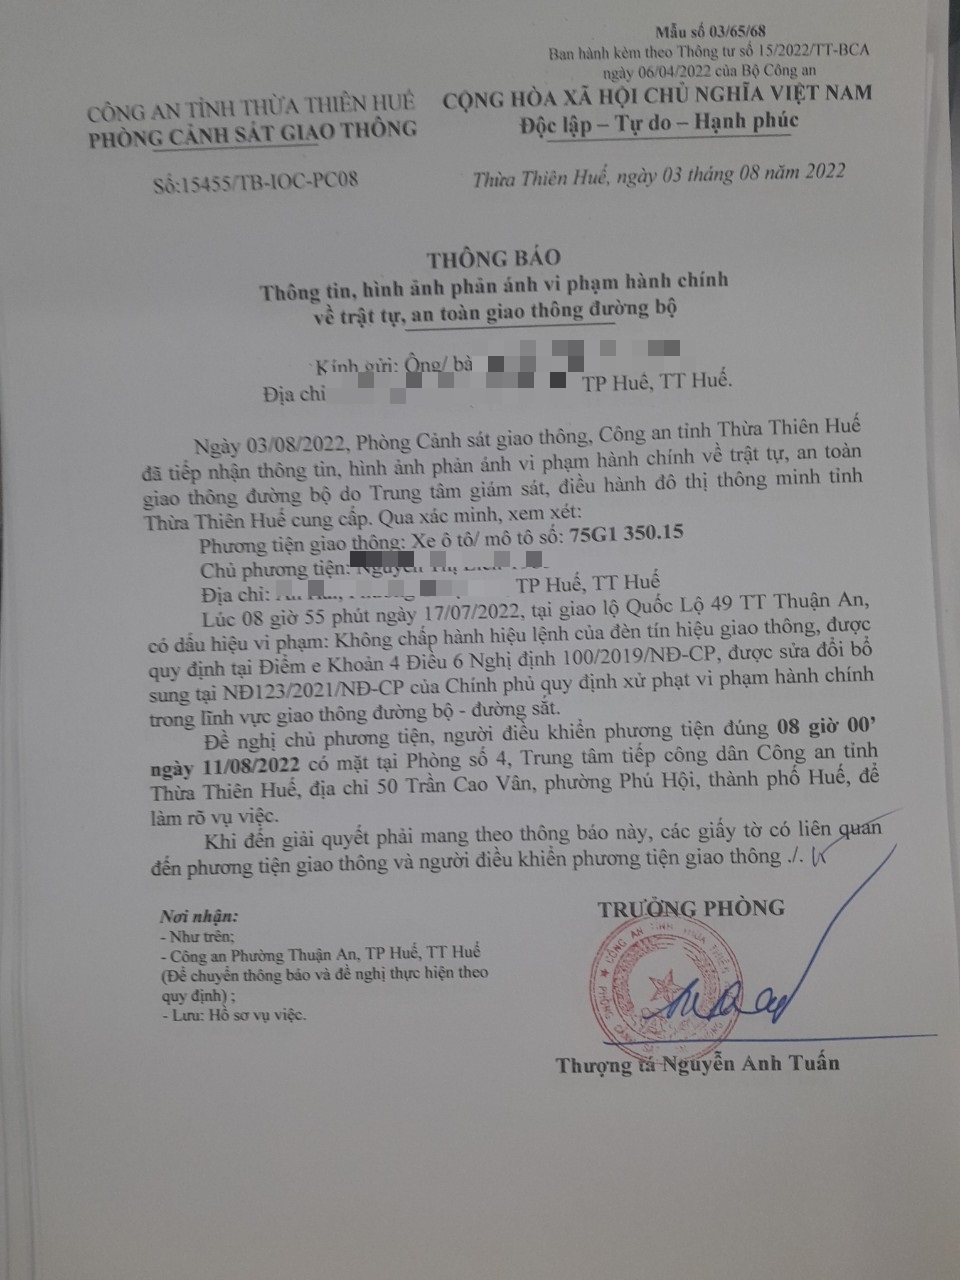 Mẫu số 03/65/68
Ban hành kèm theo Thông tư số 15/2022/TT-BCA
ngày 06/04/2022 của Bộ Công an
CÔNG AN TỈNH THỪA THIÊN HUẾ
PHÒNG CẢNH SÁT GIAO THÔNG
CỘNG HÒA XÃ HỘI CHỦ NGHĨA VIỆT NAM
Độc lập – Tự do – Hạnh phúc
Số:15455/TB-IOC-PC08
Thừa Thiên Huế, ngày 03 tháng 08 năm 2022
THÔNG BÁO
Thông tin, hình ảnh phản ánh vi phạm hành chính
về trật tự, an toàn giao thông đường bộ
Kính gửi: Ông/ bà
Địa chỉ TP Huế, TT Huế.
Ngày 03/08/2022, Phòng Cảnh sát giao thông, Công an tỉnh Thừa Thiên Huế
đã tiếp nhận thông tin, hình ảnh phản ánh vi phạm hành chính về trật tự, an toàn
giao thông đường bộ do Trung tâm giám sát, điều hành đô thị thông minh tỉnh
Thừa Thiên Huế cung cấp. Qua xác minh, xem xét:
Phương tiện giao thông: Xe ô tô/ mô tô số: 75G1 350.15
Chủ phương tiện:
Địa chỉ: TP Huế, TT Huế
Lúc 08 giờ 55 phút ngày 17/07/2022, tại giao lộ Quốc Lộ 49 TT Thuận An,
có dấu hiệu vi phạm: Không chấp hành hiệu lệnh của đèn tín hiệu giao thông, được
quy định tại Điểm e Khoản 4 Điều 6 Nghị định 100/2019/NĐ-CP, được sửa đổi bổ
sung tại NĐ123/2021/NĐ-CP của Chính phủ quy định xử phạt vi phạm hành chính
trong lĩnh vực giao thông đường bộ - đường sắt.
Đề nghị chủ phương tiện, người điều khiển phương tiện đúng 08 giờ 00’
ngày 11/08/2022 có mặt tại Phòng số 4, Trung tâm tiếp công dân Công an tỉnh
Thừa Thiên Huế, địa chỉ 50 Trần Cao Vân, phường Phú Hội, thành phố Huế, để
làm rõ vụ việc.
Khi đến giải quyết phải mang theo thông báo này, các giấy tờ có liên quan
đến phương tiện giao thông và người điều khiển phương tiện giao thông ./.
Nơi nhận:
- Như trên;
- Công an Phường Thuận An, TP Huế, TT Huế
(Để chuyển thông báo và đề nghị thực hiện theo
quy định) ;
- Lưu: Hồ sơ vụ việc.
TRƯỞNG PHÒNG
Thượng tá Nguyễn Anh Tuấn